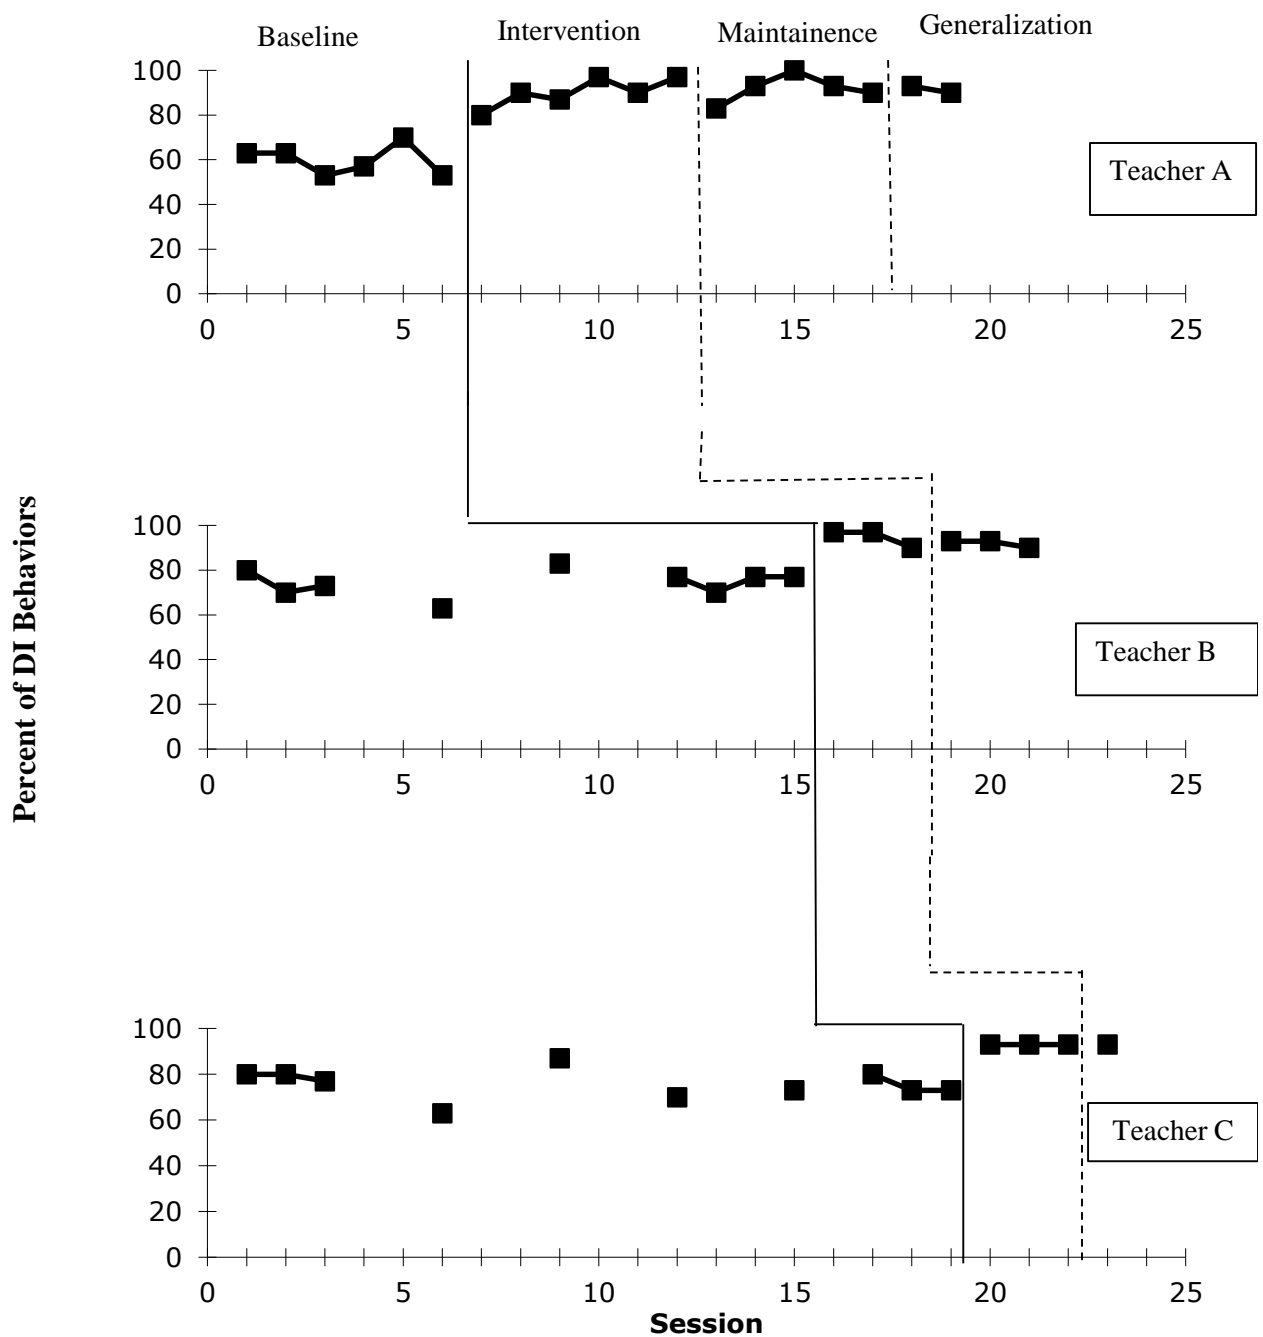 Baseline
Intervention
Maintainence
Generalization
100
80
60
40
20
0
0 5 10 15 20 25
Teacher A
Percent of DI Behaviors
100
80
60
40
20
0
0 5 10 15 20 25
Teacher B
100
80
60
40
20
0
0 5 10 15 20 25
Teacher C
Session